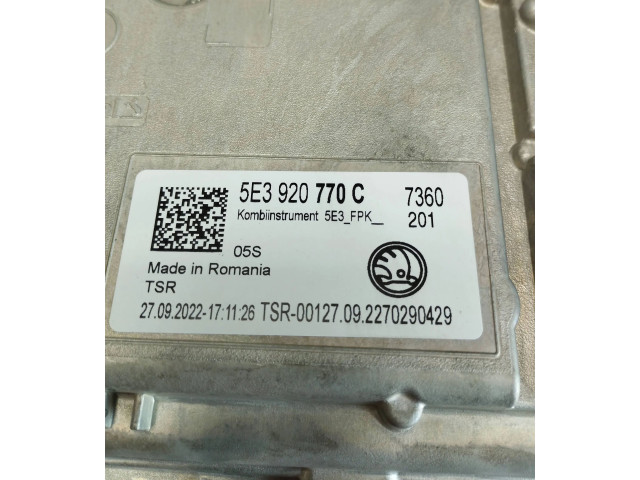 5E3 920 770 C 7360
Kombiinstrument 5E3_FPK__ 201
05S
Made in Romania
TSR
27.09.2022-17:11:26 TSR-00127.09.2270290429